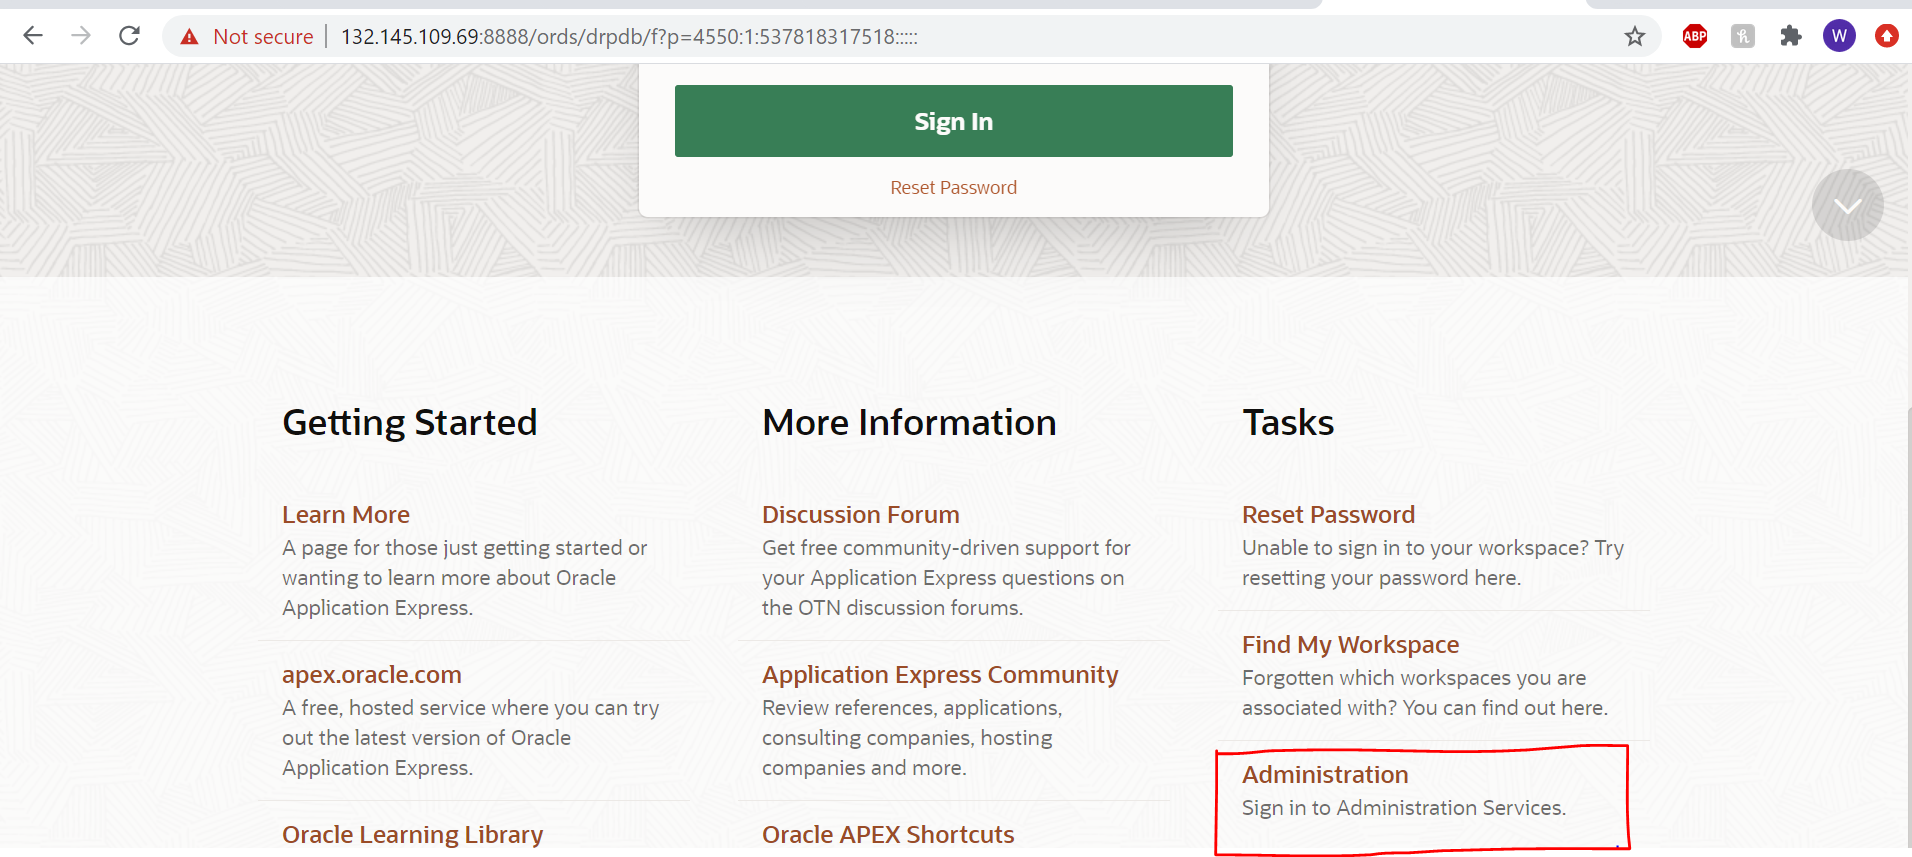 Not secure 132.145.109.69:8888/ords/drpdb/f?p=4550:1:537818317518:::::
ABP
W
Sign In
Reset Password
Getting Started
Learn More
A page for those just getting started or
wanting to learn more about Oracle
Application Express.
apex.oracle.com
A free, hosted service where you can try
out the latest version of Oracle
Application Express.
Oracle Learning Library
More Information
Discussion Forum
Get free community-driven support for
your Application Express questions on
the OTN discussion forums.
Application Express Community
Review references, applications,
consulting companies, hosting
companies and more.
Oracle APEX Shortcuts
Tasks
Reset Password
Unable to sign in to your workspace? Try
resetting your password here.
Find My Workspace
Forgotten which workspaces you are
associated with? You can find out here.
Administration
Sign in to Administration Services.